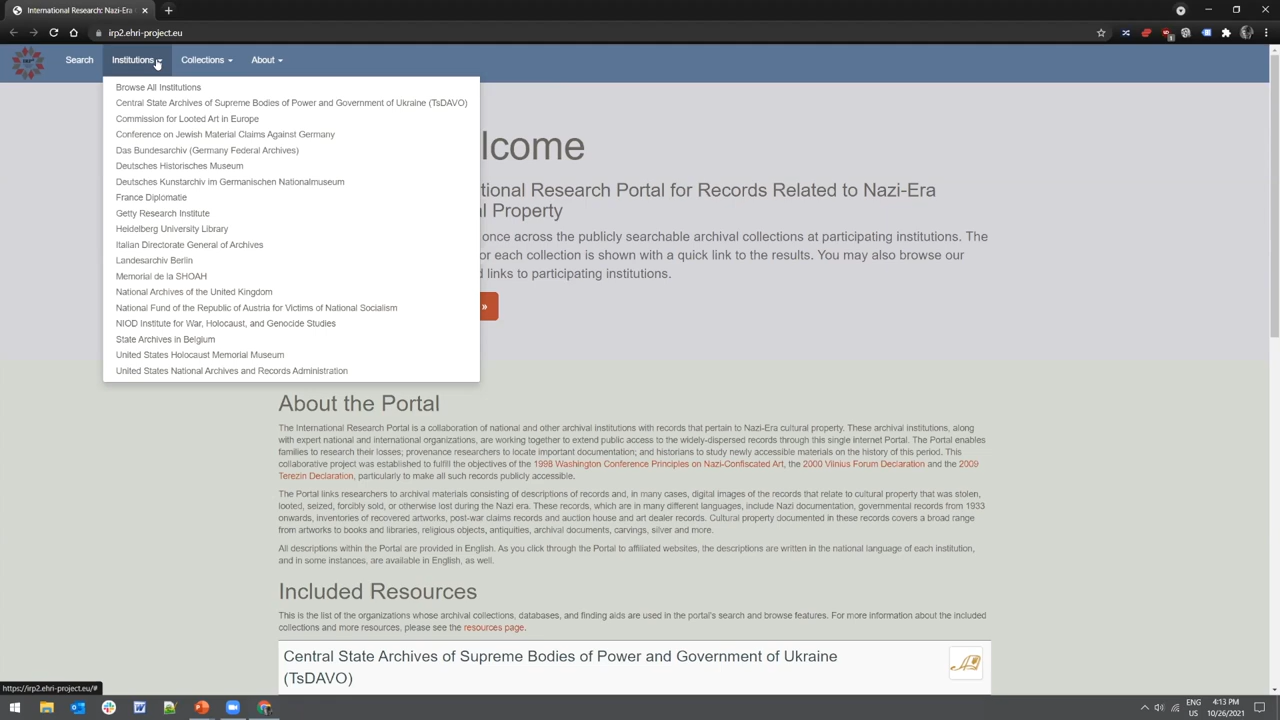 International Research Portal for
irp2.ehri-project.eu
Search
Institutions
Collections
About
Browse All Institutions
Central State Archives of Supreme Bodies of Power and Government of Ukraine (TsDAVO)
Commission for Looted Art in Europe
Conference on Jewish Material Claims Against Germany
Das Bundesarchiv (Germany Federal Archives)
Deutsches Historisches Museum
Deutsches Kunstarchiv im Germanischen Nationalmuseum
France Diplomatie
Getty Research Institute
Heidelberg University Library
Italian Directorate General of Archives
Landesarchiv Berlin
Memorial de la SHOAH
National Archives of the United Kingdom
National Fund of the Republic of Austria for Victims of National Socialism
NIOD Institute for War, Holocaust, and Genocide Studies
State Archives in Belgium
United States Holocaust Memorial Museum
United States National Archives and Records Administration
lcome
tional Research Portal for Records Related to Nazi-Era
l Property
once across the publicly searchable archival collections at participating institutions. The
or each collection is shown with a quick link to the results. You may also browse our
d links to participating institutions.
»
About the Portal
The International Research Portal is a collaboration of national and other archival institutions with records that pertain to Nazi-Era cultural property. These archival institutions, along
with expert national and international organizations, are working together to extend public access to the widely-dispersed records through this single internet Portal. The Portal enables
families to research their losses; provenance researchers to locate important documentation; and historians to study newly accessible materials on the history of this period. This
collaborative project was established to fulfill the objectives of the 1998 Washington Conference Principles on Nazi-Confiscated Art, the 2000 Vilnius Forum Declaration and the 2009
Terezin Declaration, particularly to make all such records publicly accessible.
The Portal links researchers to archival materials consisting of descriptions of records and, in many cases, digital images of the records that relate to cultural property that was stolen,
looted, seized, forcibly sold, or otherwise lost during the Nazi era. These records, which are in many different languages, include Nazi documentation, governmental records from 1933
onwards, inventories of recovered artworks, post-war claims records and auction house and art dealer records. Cultural property documented in these records covers a broad range
from artworks to books and libraries, religious objects, antiquities, archival documents, carvings, silver and more.
All descriptions within the Portal are provided in English. As you click through the Portal to affiliated websites, the descriptions are written in the national language of each institution,
and in some instances, are available in English, as well.
Included Resources
This is the list of the organizations whose archival collections, databases, and finding aids are used in the portal's search and browse features. For more information about the included
collections and more resources, please see the resources page.
Central State Archives of Supreme Bodies of Power and Government of Ukraine
(TsDAVO)
https://irp2.ehri-project.eu/#
ENG
US
4:13 PM
10/26/2021